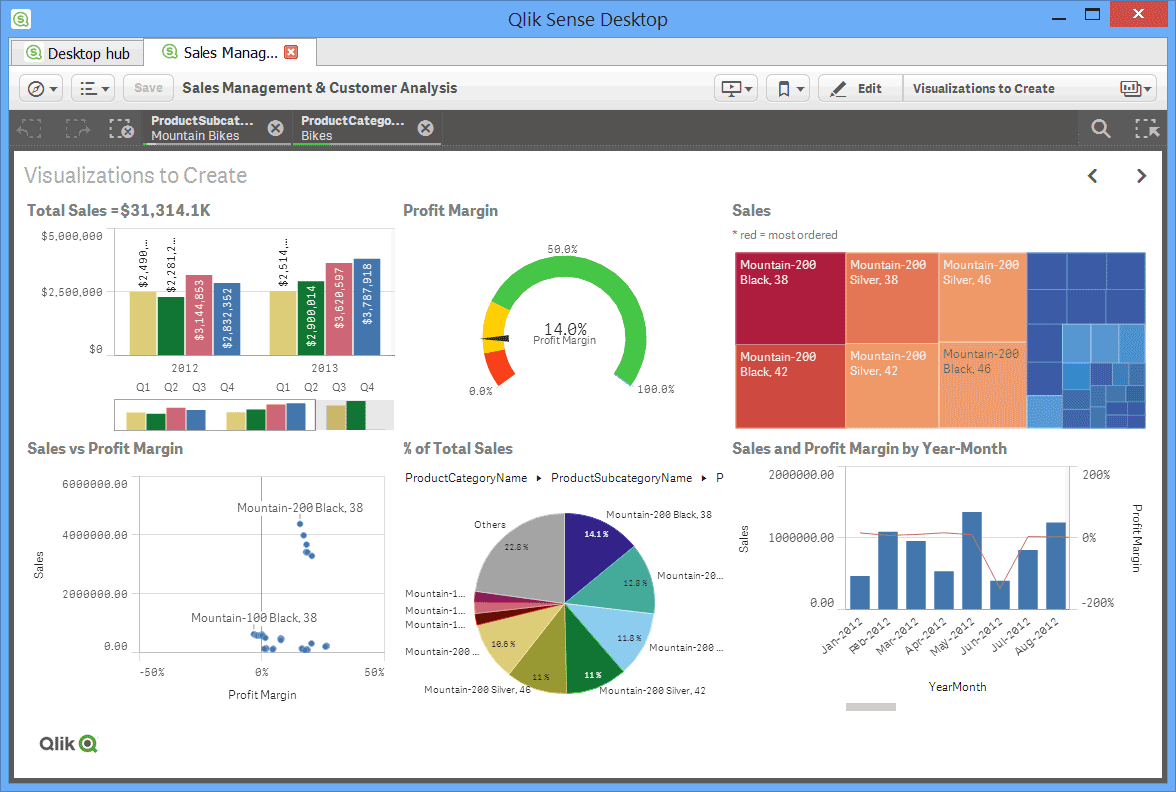 Qlik Sense Desktop
Desktop hub
Sales Manag...
Save
Sales Management & Customer Analysis
Edit
Visualizations to Create
ProductSubcat...
Mountain Bikes
ProductCatego...
Bikes
Visualizations to Create
Total Sales =$31,314.1K
$5,000,000
$2,500,000
$0
$2,490,...
$2,281,2...
$3,144,853
$2,832,352
$2,514,...
$2,900,014
$3,620,597
$3,787,918
2012
2013
Q1 Q2 Q3 Q4
Q1 Q2 Q3 Q4
Profit Margin
50.0%
14.0%
Profit Margin
0.0%
100.0%
Sales
* red = most ordered
Mountain-200
Black, 38
Mountain-200
Silver, 38
Mountain-200
Silver, 46
Mountain-200
Black, 42
Mountain-200
Silver, 42
Mountain-200
Black, 46
Sales vs Profit Margin
6000000.00
4000000.00
2000000.00
0.00
Sales
Mountain-200 Black, 38
Mountain-100 Black, 38
-50%
0%
50%
Profit Margin
% of Total Sales
ProductCategoryName ▸ ProductSubcategoryName ▸ P
Others
22.8%
Mountain-200 Black, 38
14.1%
Mountain-20...
12.8%
Mountain-200 ...
11.8%
Mountain-200 Silver, 42
11%
Mountain-200 Silver, 46
11%
Mountain-200 ...
10.6%
Mountain-1...
Mountain-1...
Mountain-1...
Sales and Profit Margin by Year-Month
2000000.00
1000000.00
0.00
Sales
200%
0%
-200%
Profit Margin
Jan-2012
Feb-2012
Mar-2012
Apr-2012
May-2012
Jun-2012
Jul-2012
Aug-2012
YearMonth
Qlik